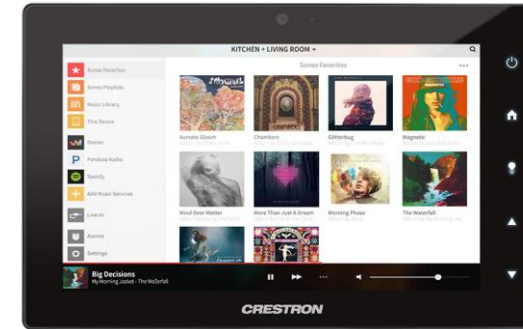 KITCHEN + LIVING ROOM
Sonos Favorites
Sonos Favorites
Sonos Playlists
Music Library
This Device
Deezer
Pandora Radio
Spotify
Add Music Services
Line-In
Alarms
Settings
Aureate Gloom
Chambers
Glitterbug
Magnetic
Mind Over Matter
More Than Just A Dream
Morning Phase
The Waterfall
Big Decisions
My Morning Jacket - The Waterfall
CRESTRON